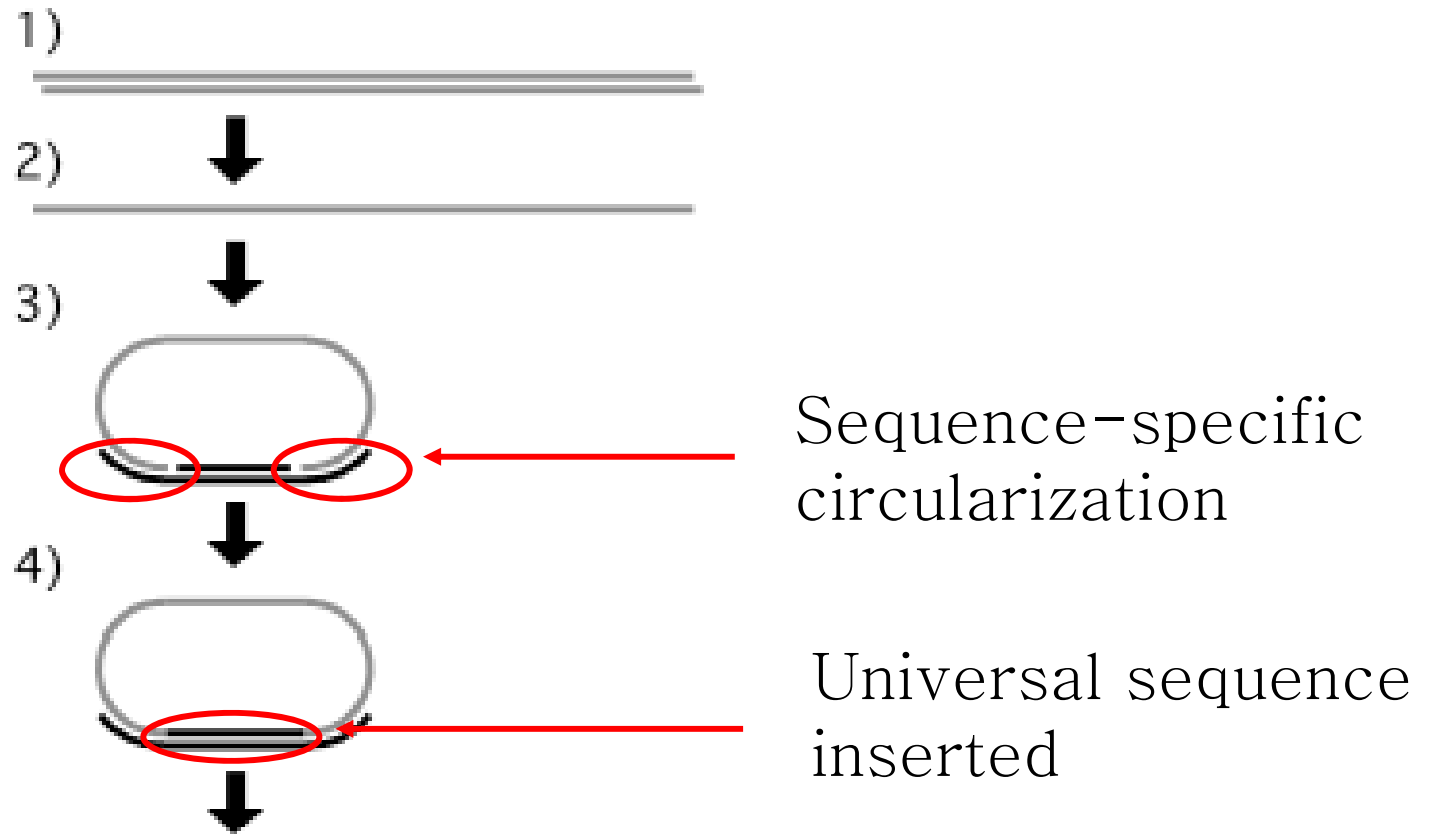 1)
2)
3)
Sequence-specific
circularization
4)
Universal sequence
inserted